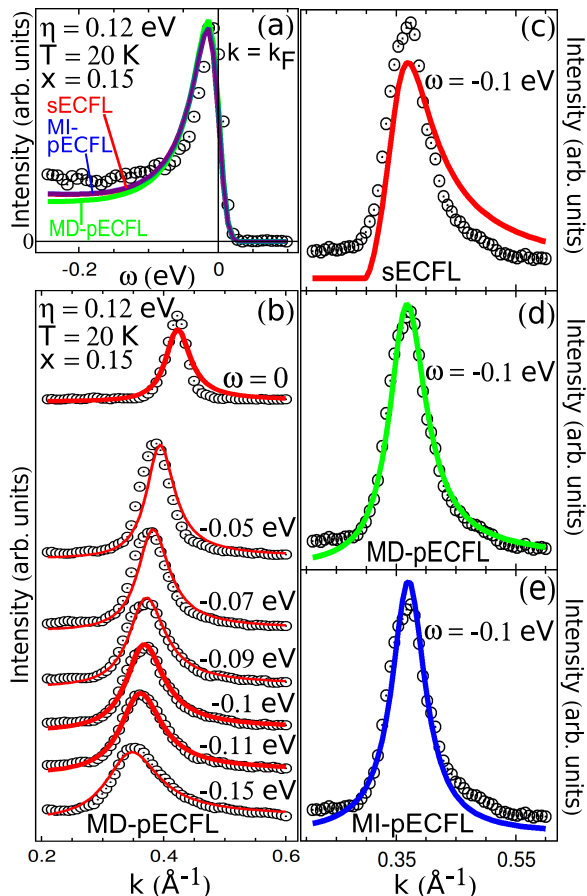 (a)
η = 0.12 eV
T = 20 K
x = 0.15
k = k_F
sECFL
MI-
pECFL
MD-pECFL
Intensity (arb. units)
0
-0.2
0
ω (eV)
(b)
η = 0.12 eV
T = 20 K
x = 0.15
ω = 0
-0.05 eV
-0.07 eV
-0.09 eV
-0.1 eV
-0.11 eV
-0.15 eV
MD-pECFL
Intensity (arb. units)
0.2
0.4
0.6
k (Å⁻¹)
(c)
ω = -0.1 eV
sECFL
Intensity (arb. units)
(d)
ω = -0.1 eV
MD-pECFL
Intensity (arb. units)
(e)
ω = -0.1 eV
MI-pECFL
Intensity (arb. units)
0.35
0.55
k (Å⁻¹)